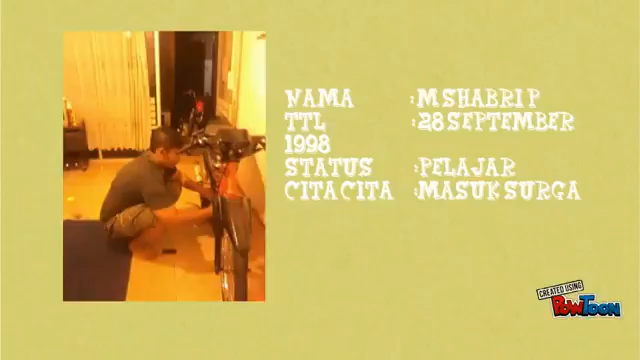 NAMA : M SHABRI P
TTL : 28 SEPTEMBER
1998
STATUS : PELAJAR
CITA CITA : MASUK SURGA
CREATED USING
POWTOON